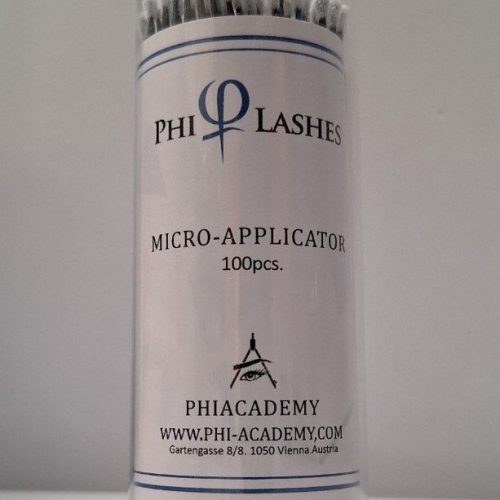 PHI φ LASHES
MICRO-APPLICATOR
100pcs.
PHIACADEMY
WWW.PHI-ACADEMY.COM
Gartengasse 8/8. 1050 Vienna.Austria